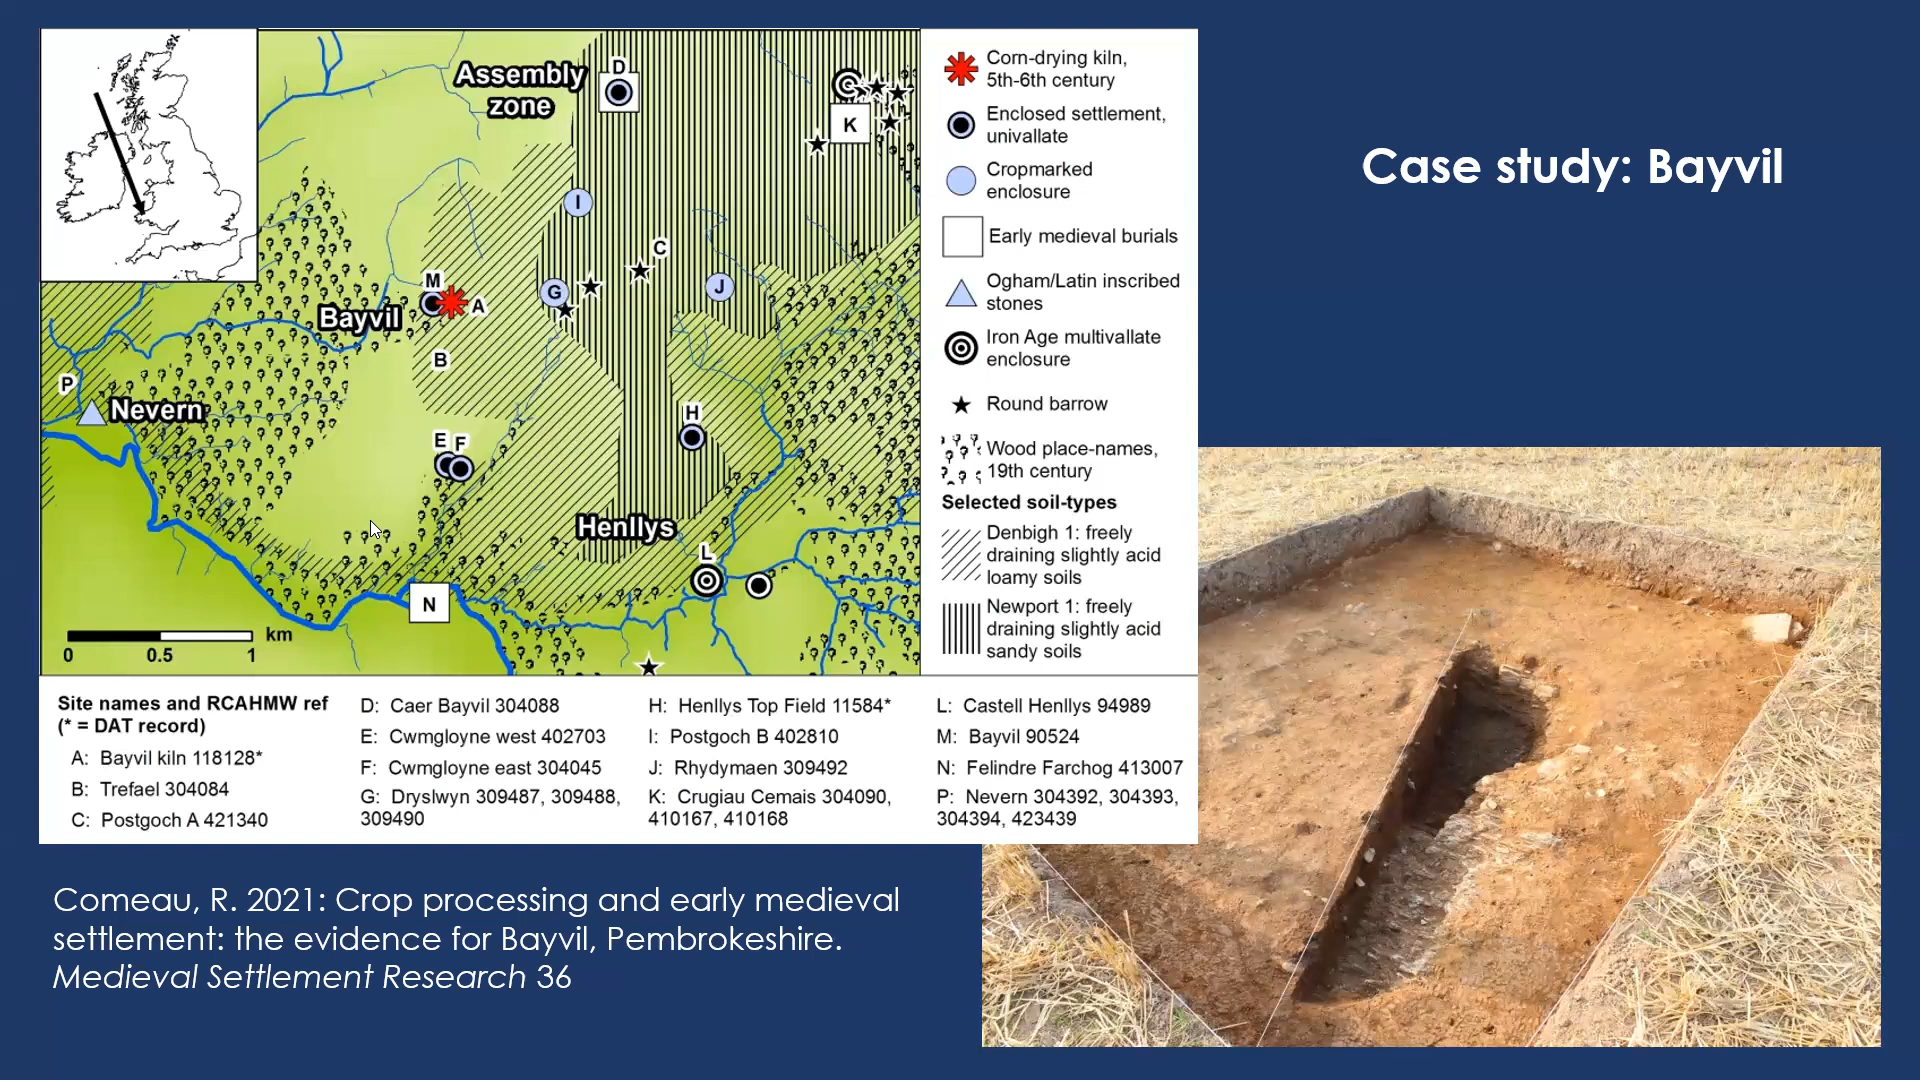 Case study: Bayvil
Assembly
zone
D
K
I
C
M
A
G
J
Bayvil
B
P
Nevern
H
E F
Henllys
L
N
km
0 0.5 1
Corn-drying kiln,
5th-6th century
Enclosed settlement,
univallate
Cropmarked
enclosure
Early medieval burials
Ogham/Latin inscribed
stones
Iron Age multivallate
enclosure
Round barrow
Wood place-names,
19th century
Selected soil-types
Denbigh 1: freely
draining slightly acid
loamy soils
Newport 1: freely
draining slightly acid
sandy soils
Site names and RCAHMW ref
(* = DAT record)
A: Bayvil kiln 118128*
B: Trefael 304084
C: Postgoch A 421340
D: Caer Bayvil 304088
E: Cwmgloyne west 402703
F: Cwmgloyne east 304045
G: Dryslwyn 309487, 309488,
309490
H: Henllys Top Field 11584*
I: Postgoch B 402810
J: Rhydymaen 309492
K: Crugiau Cemais 304090,
410167, 410168
L: Castell Henllys 94989
M: Bayvil 90524
N: Felindre Farchog 413007
P: Nevern 304392, 304393,
304394, 423439
Comeau, R. 2021: Crop processing and early medieval
settlement: the evidence for Bayvil, Pembrokeshire.
Medieval Settlement Research 36